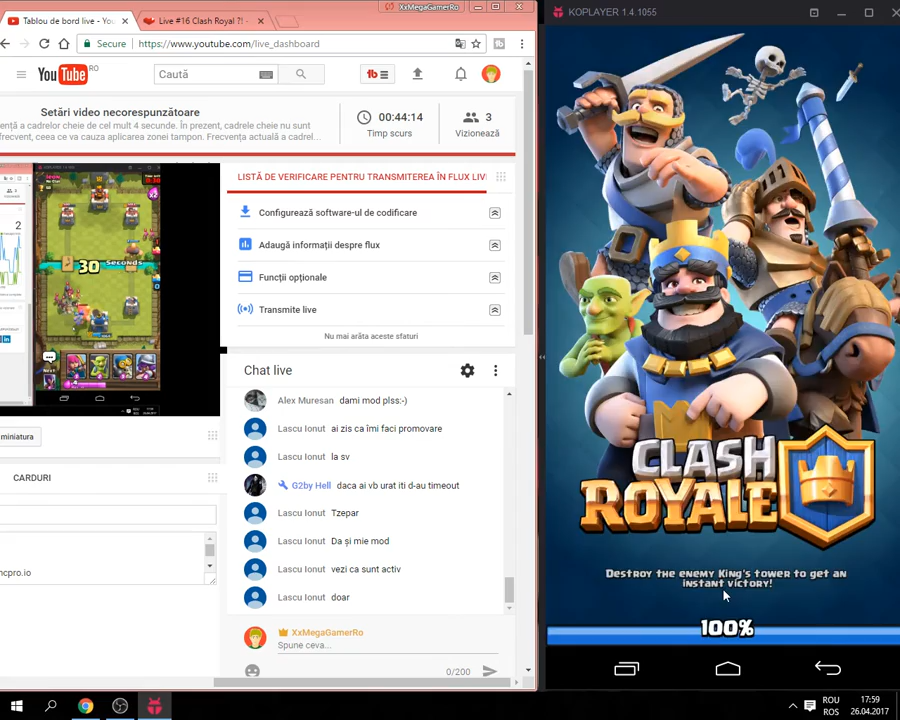 XxMegaGamerRo
KOPLAYER 1.4.1055
Tablou de bord live - You
Live #16 Clash Royal ?! -
Secure
https://www.youtube.com/live_dashboard
YouTube RO
Caută
Setări video necorespunzătoare
ență a cadrelor cheie de cel mult 4 secunde. În prezent, cadrele cheie nu sunt
frecvent, ceea ce va cauza aplicarea zonei tampon. Frecvența actuală a cadrel...
00:44:14
Timp scurs
3
Vizionează
2
30 seconds
LISTĂ DE VERIFICARE PENTRU TRANSMITEREA ÎN FLUX LIV
Configurează software-ul de codificare
Adaugă informații despre flux
Funcții opționale
Transmite live
Nu mai arăta aceste sfaturi
miniatura
CARDURI
ncpro.io
Chat live
Alex Muresan dami mod plss:-)
Lascu Ionut ai zis ca îmi faci promovare
Lascu Ionut la sv
G2by Hell daca ai vb urat iti d-au timeout
Lascu Ionut Tzepar
Lascu Ionut Da și mie mod
Lascu Ionut vezi ca sunt activ
Lascu Ionut doar
XxMegaGamerRo
Spune ceva...
0/200
CLASH
ROYALE
Destroy the enemy King's tower to get an
instant victory!
100%
ROU
ROS
17:59
26.04.2017